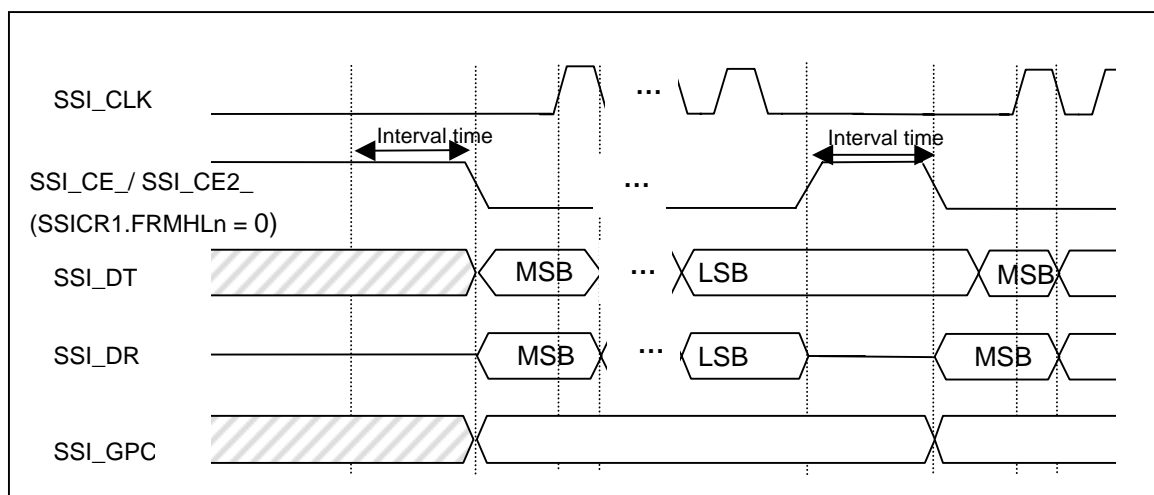 SSI_CLK
...
Interval time
Interval time
SSI_CE_/ SSI_CE2_
...
(SSICR1.FRMHLn = 0)
SSI_DT
MSB
...
LSB
MSB
SSI_DR
MSB
...
LSB
MSB
SSI_GPC